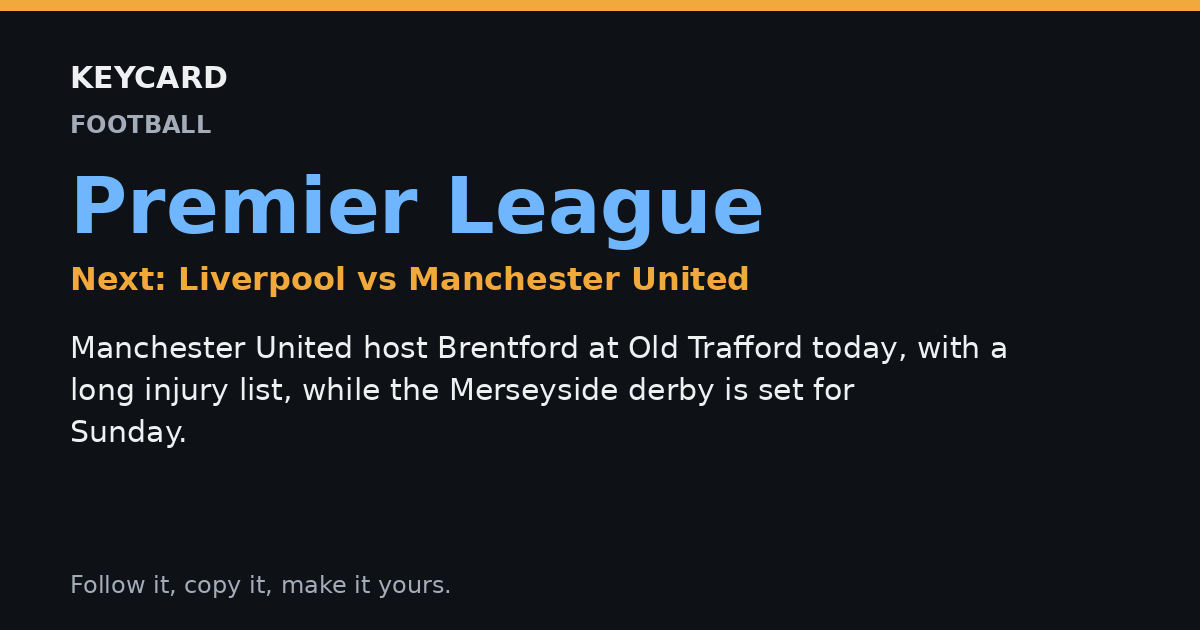 KEYCARD
FOOTBALL
Premier League
Next: Liverpool vs Manchester United
Manchester United host Brentford at Old Trafford today, with a
long injury list, while the Merseyside derby is set for
Sunday.
Follow it, copy it, make it yours.